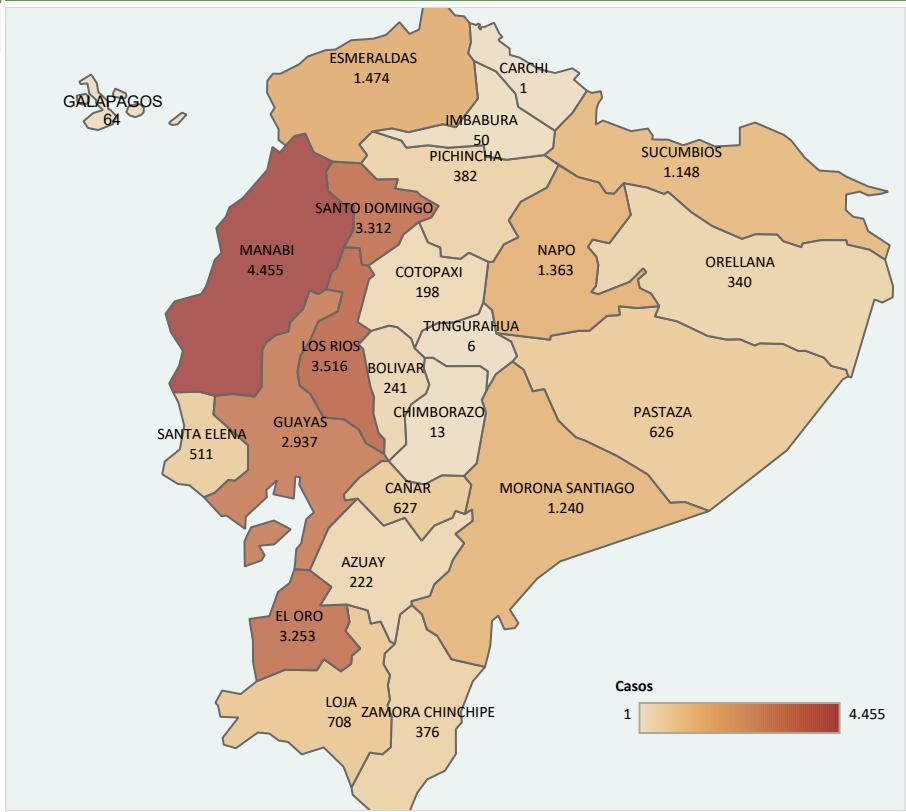 ESMERALDAS
1.474
CARCHI
1
GALAPAGOS
64
IMBABURA
50
PICHINCHA
382
SUCUMBIOS
1.148
SANTO DOMINGO
3.312
MANABI
4.455
NAPO
1.363
ORELLANA
340
COTOPAXI
198
TUNGURAHUA
6
LOS RIOS
3.516
BOLIVAR
241
CHIMBORAZO
13
PASTAZA
626
SANTA ELENA
511
GUAYAS
2.937
CAÑAR
627
MORONA SANTIAGO
1.240
AZUAY
222
EL ORO
3.253
LOJA
708
ZAMORA CHINCHIPE
376
Casos
1
4.455